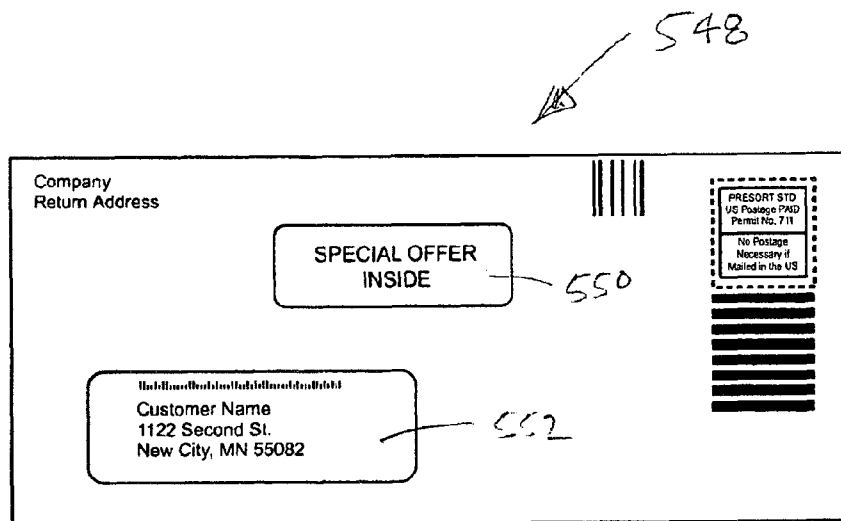 548
Company
Return Address
PRESORT STD
US Postage PAID
Permit No. 711
No Postage
Necessary if
Mailed in the US
SPECIAL OFFER
INSIDE
550
Customer Name
1122 Second St.
New City, MN 55082
552